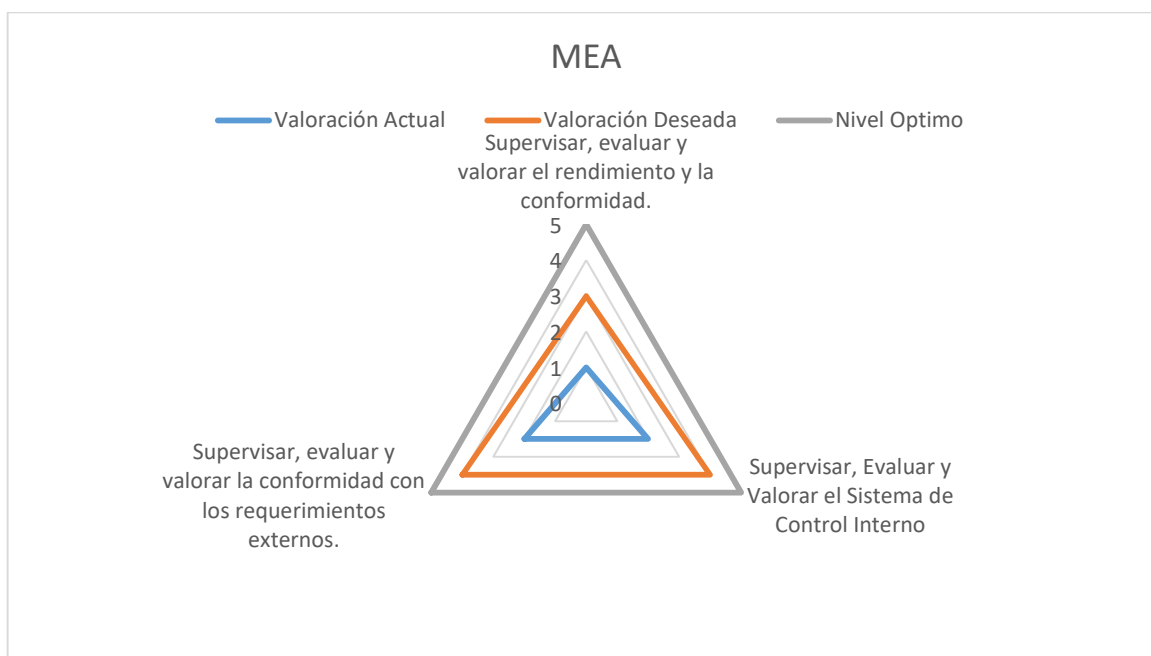 MEA
Valoración Actual
Valoración Deseada
Nivel Optimo
Supervisar, evaluar y
valorar el rendimiento y la
conformidad.
5
4
3
2
1
0
Supervisar, Evaluar y
Valorar el Sistema de
Control Interno
Supervisar, evaluar y
valorar la conformidad con
los requerimientos
externos.